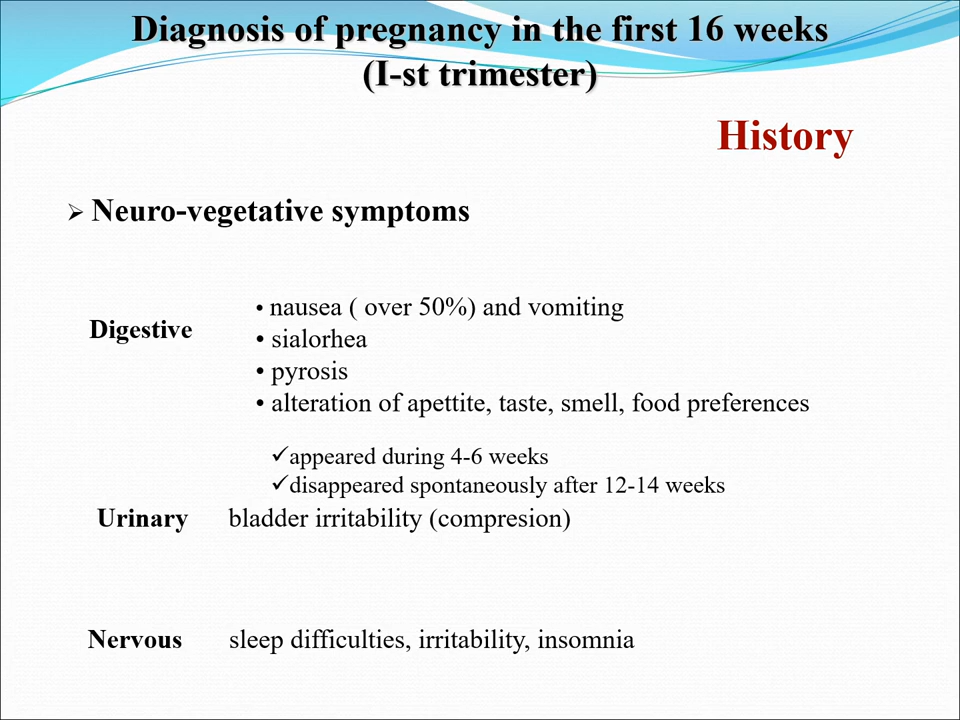 Diagnosis of pregnancy in the first 16 weeks
(I-st trimester)
History
➢ Neuro-vegetative symptoms
Digestive
• nausea ( over 50%) and vomiting
• sialorhea
• pyrosis
• alteration of apettite, taste, smell, food preferences
✓appeared during 4-6 weeks
✓disappeared spontaneously after 12-14 weeks
Urinary bladder irritability (compresion)
Nervous sleep difficulties, irritability, insomnia